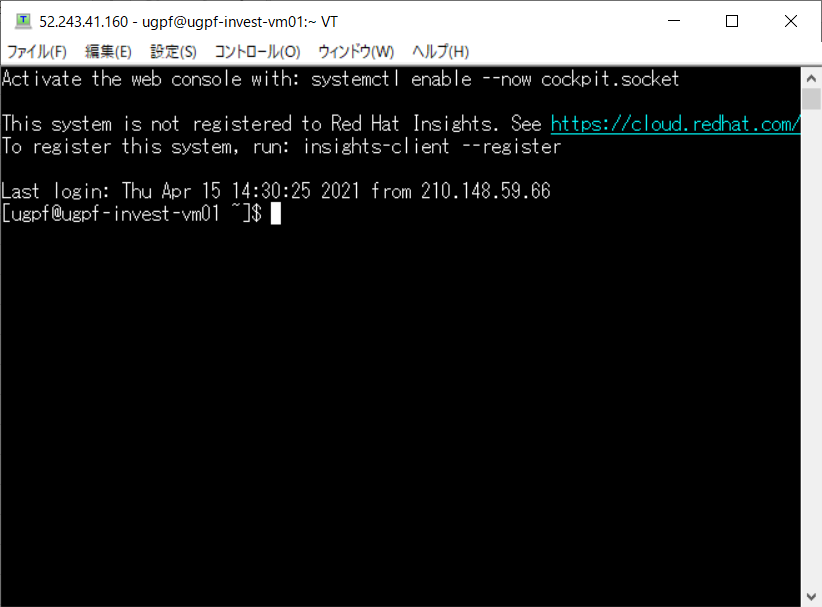 52.243.41.160 - ugpf@ugpf-invest-vm01:~ VT
ファイル(F) 編集(E) 設定(S) コントロール(O) ウィンドウ(W) ヘルプ(H)
Activate the web console with: systemctl enable --now cockpit.socket
This system is not registered to Red Hat Insights. See https://cloud.redhat.com/
To register this system, run: insights-client --register
Last login: Thu Apr 15 14:30:25 2021 from 210.148.59.66
[ugpf@ugpf-invest-vm01 ~]$